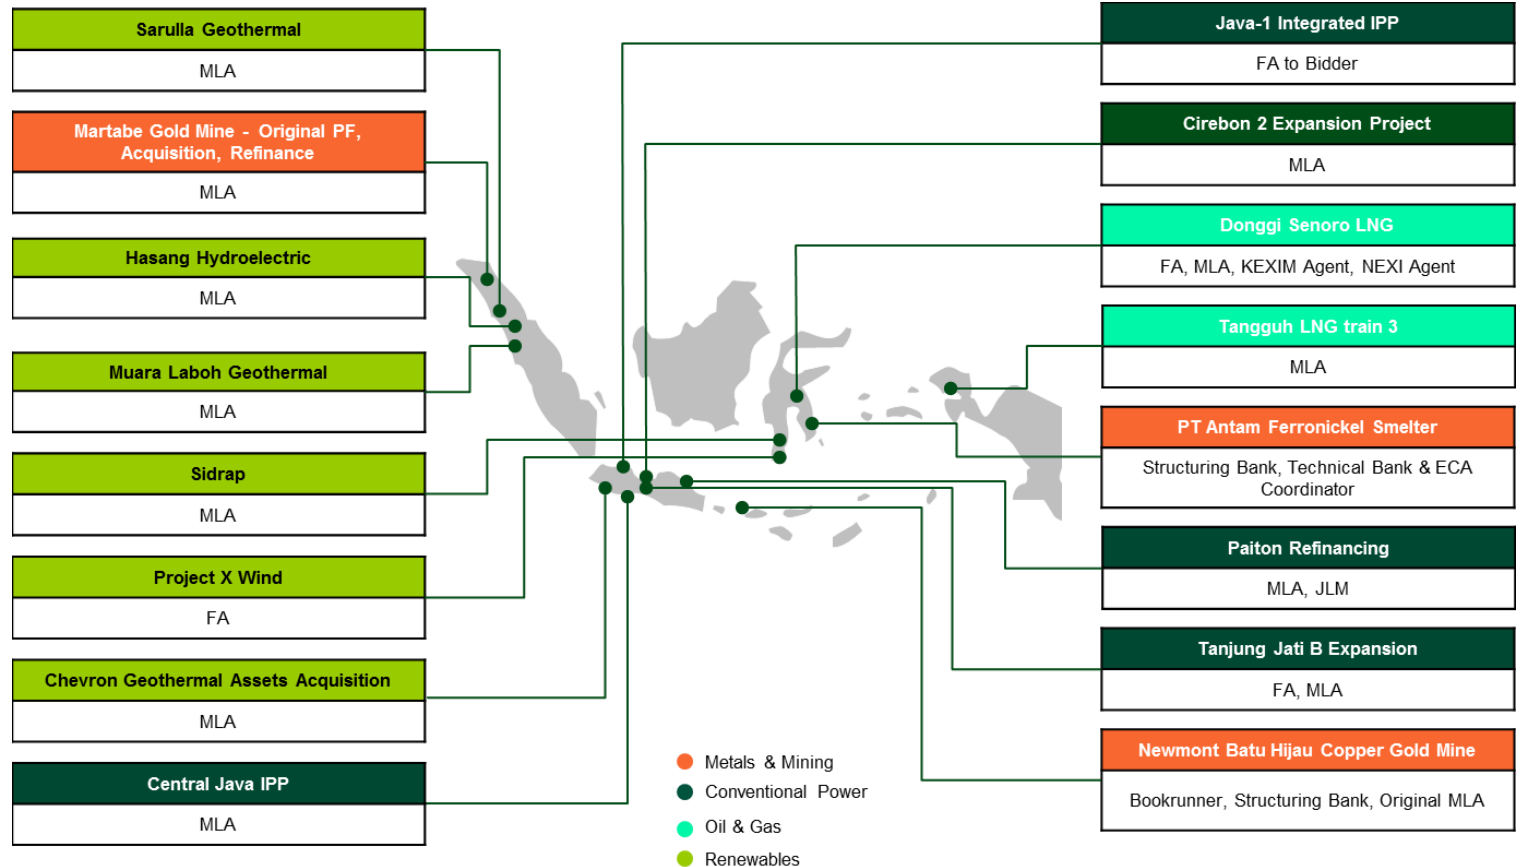 Sarulla Geothermal
MLA
Martabe Gold Mine - Original PF,
Acquisition, Refinance
MLA
Hasang Hydroelectric
MLA
Muara Laboh Geothermal
MLA
Sidrap
MLA
Project X Wind
FA
Chevron Geothermal Assets Acquisition
MLA
Central Java IPP
MLA
Java-1 Integrated IPP
FA to Bidder
Cirebon 2 Expansion Project
MLA
Donggi Senoro LNG
FA, MLA, KEXIM Agent, NEXI Agent
Tangguh LNG train 3
MLA
PT Antam Ferronickel Smelter
Structuring Bank, Technical Bank & ECA
Coordinator
Paiton Refinancing
MLA, JLM
Tanjung Jati B Expansion
FA, MLA
Newmont Batu Hijau Copper Gold Mine
Bookrunner, Structuring Bank, Original MLA
Metals & Mining
Conventional Power
Oil & Gas
Renewables